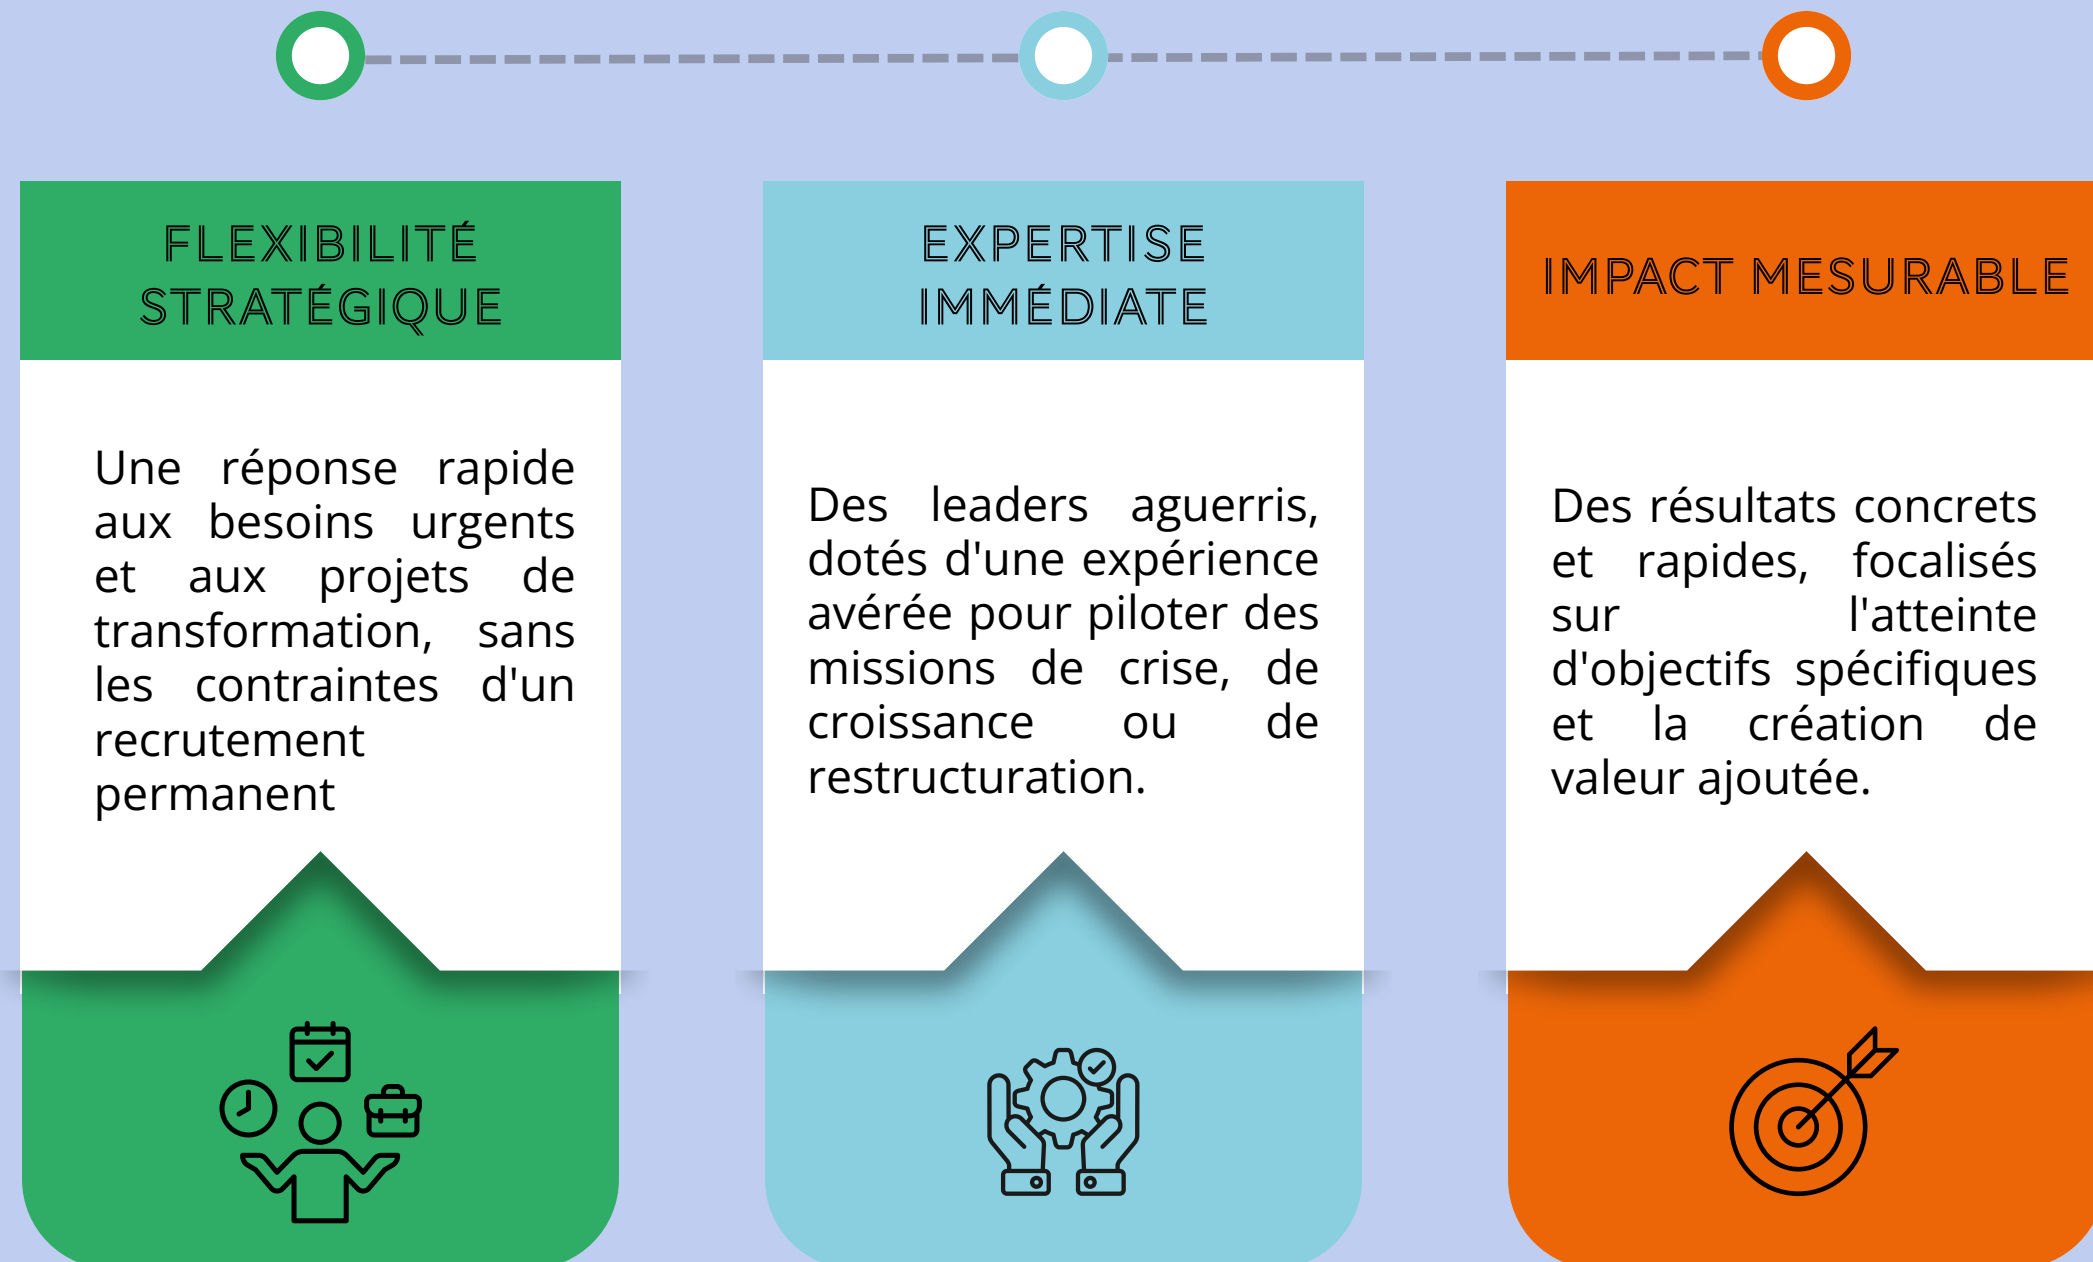 FLEXIBILITÉ
STRATÉGIQUE
Une réponse rapide
aux besoins urgents
et aux projets de
transformation, sans
les contraintes d'un
recrutement
permanent
EXPERTISE
IMMÉDIATE
Des leaders aguerris,
dotés d'une expérience
avérée pour piloter des
missions de crise, de
croissance ou de
restructuration.
IMPACT MESURABLE
Des résultats concrets
et rapides, focalisés
sur l'atteinte
d'objectifs spécifiques
et la création de
valeur ajoutée.